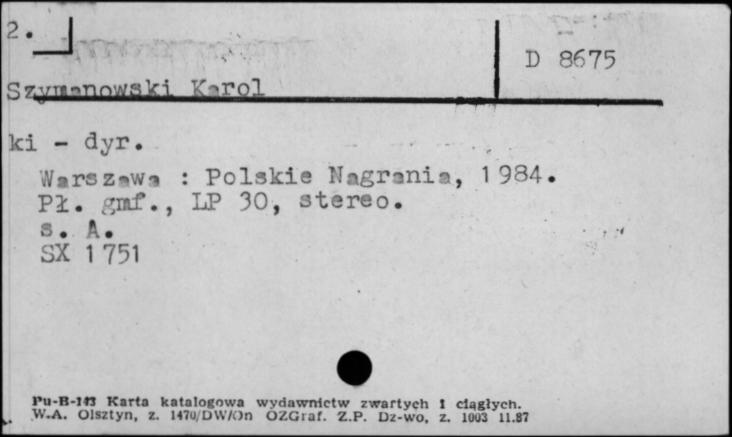 2.
D 8675
Szymanowski Karol
ki - dyr.
Warszawa : Polskie Nagrania, 1984.
Pł. gmf., LP 30, stereo.
s. A.
SX 1751
Pu-B-143 Karta katalogowa wydawnictw zwartych i ciągłych.
W.A. Olsztyn, z. 1470/DW/On OZGraf. Z.P. Dz-wo, z. 1003 11.87